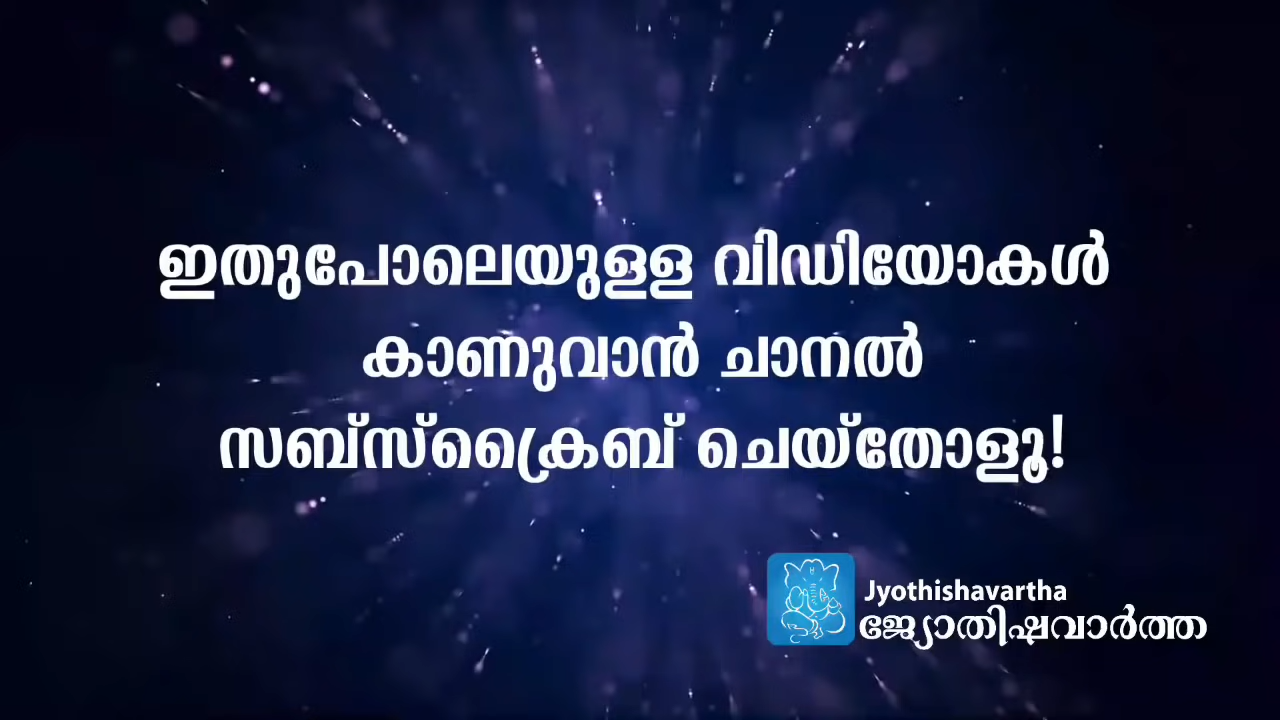 ഇതുപോലെയുള്ള വിഡിയോകൾ
കാണുവാൻ ചാനൽ
സബ്സ്ക്രൈബ് ചെയ്തോളൂ!
Jyothishavartha
ജ്യോതിഷവാർത്ത